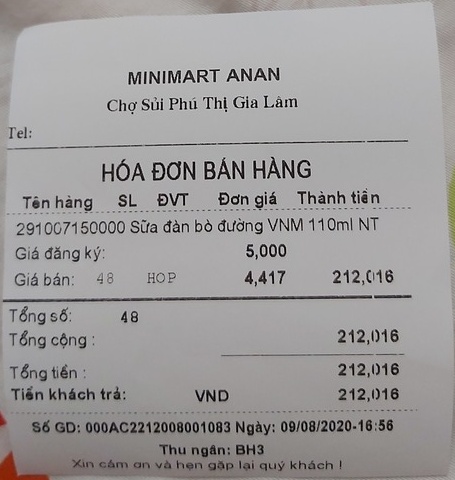 MINIMART ANAN
Chợ Sủi Phú Thị Gia Lâm
Tel:
HÓA ĐƠN BÁN HÀNG
Tên hàng SL ĐVT Đơn giá Thành tiền
291007150000 Sữa đàn bò đường VNM 110ml NT
Giá đăng ký: 5,000
Giá bán: 48 HOP 4,417 212,016
Tổng số: 48
Tổng cộng : 212,016
Tổng tiền : 212,016
Tiền khách trả: VND 212,016
Số GD: 000AC2212008001083 Ngày: 09/08/2020-16:56
Thu ngân: BH3
Xin cám ơn và hẹn gặp lại quý khách !